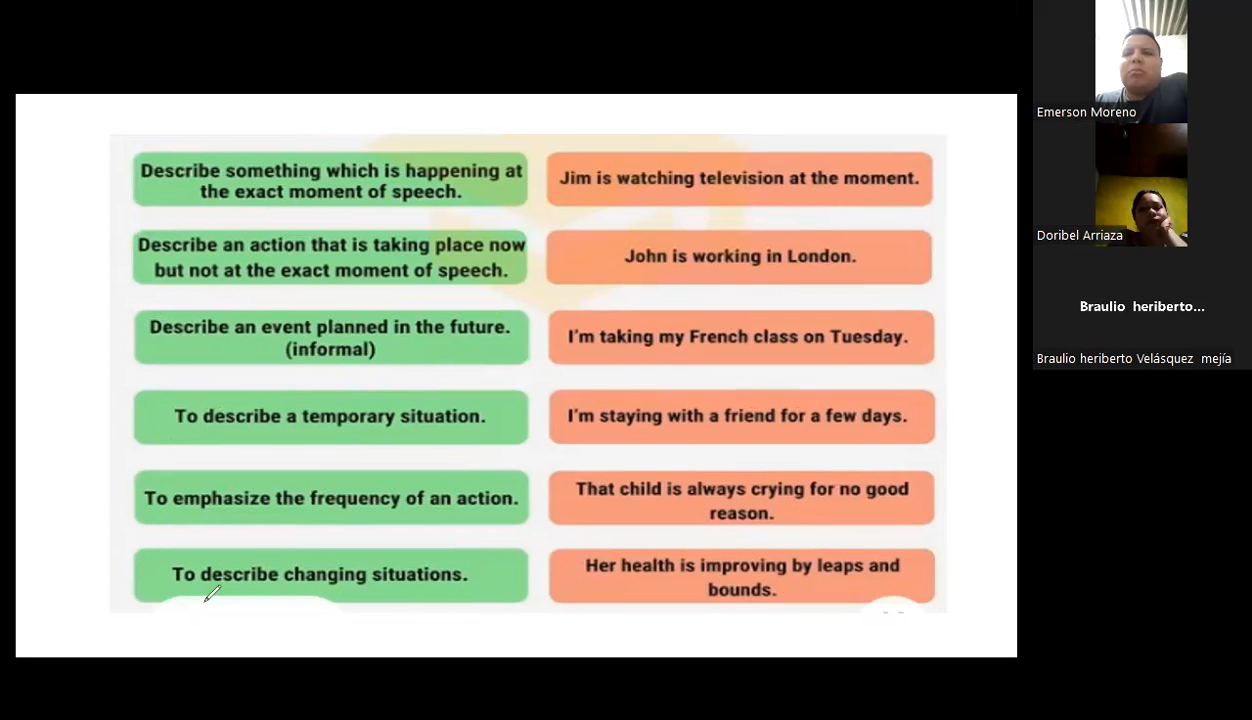 Describe something which is happening at
the exact moment of speech.
Jim is watching television at the moment.
Describe an action that is taking place now
but not at the exact moment of speech.
John is working in London.
Describe an event planned in the future.
(informal)
I'm taking my French class on Tuesday.
To describe a temporary situation.
I'm staying with a friend for a few days.
To emphasize the frequency of an action.
That child is always crying for no good
reason.
To describe changing situations.
Her health is improving by leaps and
bounds.
Emerson Moreno
Doribel Arriaza
Braulio heriberto...
Braulio heriberto Velásquez mejía